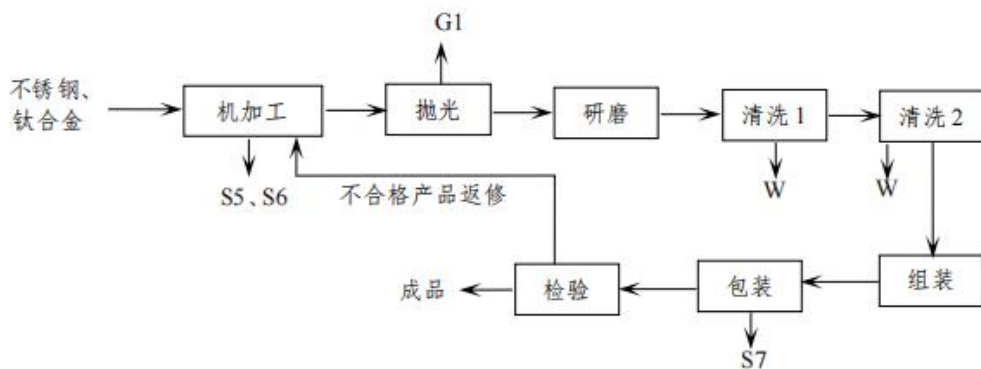 G1
不锈钢、
钛合金
机加工
抛光
研磨
清洗1
清洗2
S5、S6
不合格产品返修
W
W
成品
检验
包装
组装
S7